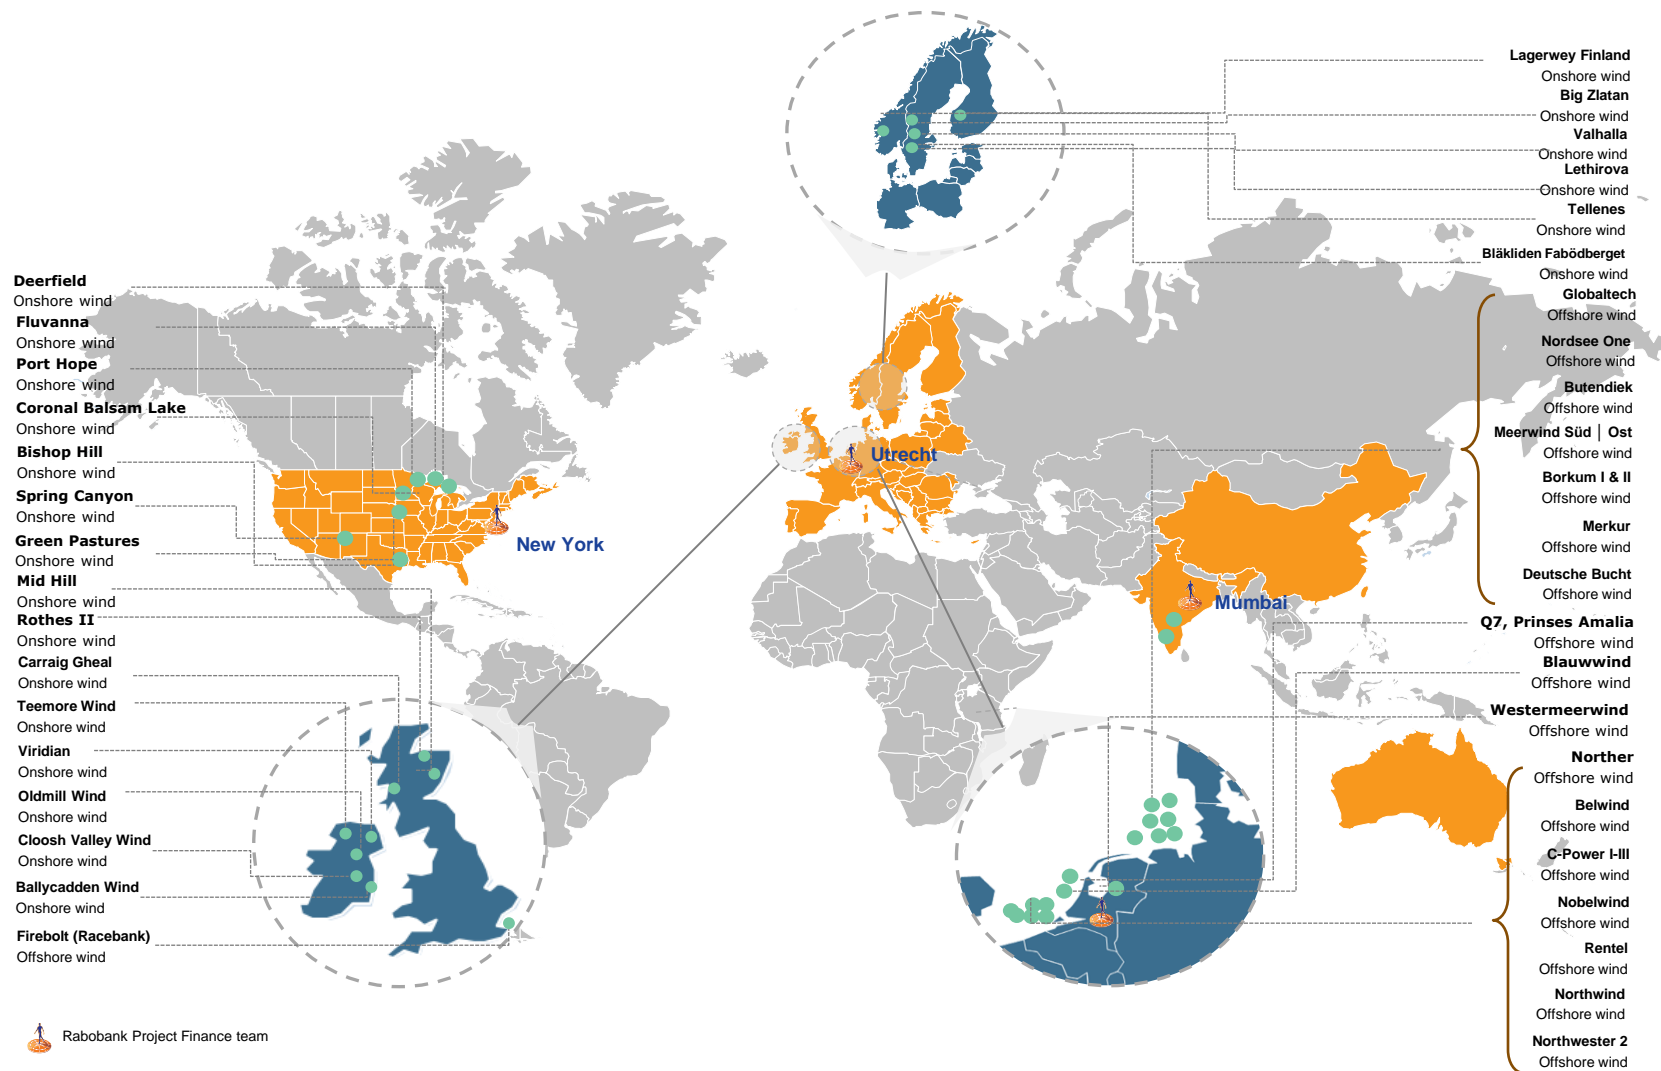 Deerfield
Onshore wind
Fluvanna
Onshore wind
Port Hope
Onshore wind
Coronal Balsam Lake
Onshore wind
Bishop Hill
Onshore wind
Spring Canyon
Onshore wind
Green Pastures
Onshore wind
Mid Hill
Onshore wind
Rothes II
Onshore wind
Carraig Gheal
Onshore wind
Teemore Wind
Onshore wind
Viridian
Onshore wind
Oldmill Wind
Onshore wind
Cloosh Valley Wind
Onshore wind
Ballycadden Wind
Onshore wind
Firebolt (Racebank)
Offshore wind
Rabobank Project Finance team
New York
Utrecht
Mumbai
Lagerwey Finland
Onshore wind
Big Zlatan
Onshore wind
Valhalla
Onshore wind
Lethirova
Onshore wind
Tellenes
Onshore wind
Bläkliden Fabödberget
Onshore wind
Globaltech
Offshore wind
Nordsee One
Offshore wind
Butendiek
Offshore wind
Meerwind Süd | Ost
Offshore wind
Borkum I & II
Offshore wind
Merkur
Offshore wind
Deutsche Bucht
Offshore wind
Q7, Prinses Amalia
Offshore wind
Blauwwind
Offshore wind
Westermeerwind
Offshore wind
Norther
Offshore wind
Belwind
Offshore wind
C-Power I-III
Offshore wind
Nobelwind
Offshore wind
Rentel
Offshore wind
Northwind
Offshore wind
Northwester 2
Offshore wind